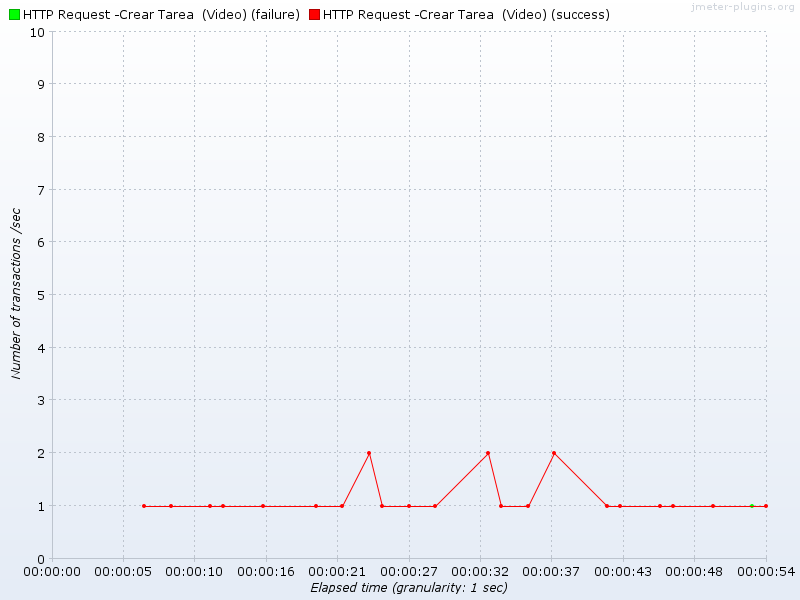 jmeter-plugins.org
HTTP Request -Crear Tarea  (Video) (failure) HTTP Request -Crear Tarea  (Video) (success)
10
9
8
7
6
5
4
3
2
1
0
Number of transactions /sec
00:00:00 00:00:05 00:00:10 00:00:16 00:00:21 00:00:27 00:00:32 00:00:37 00:00:43 00:00:48 00:00:54
Elapsed time (granularity: 1 sec)